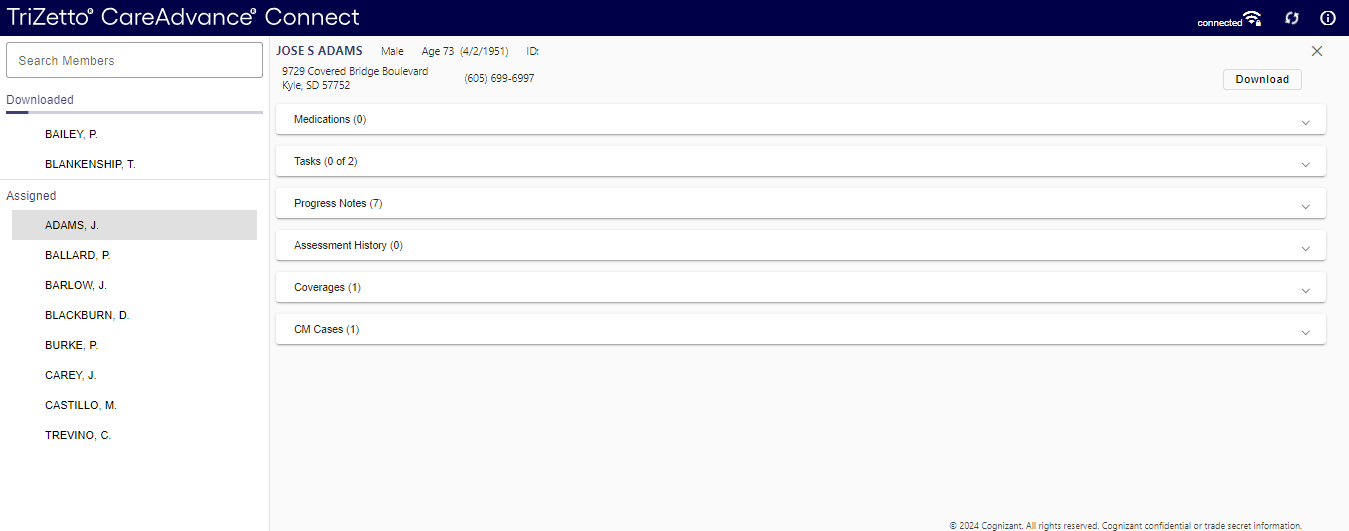 TriZetto® CareAdvance® Connect
connected
Search Members
Downloaded
BAILEY, P.
BLANKENSHIP, T.
Assigned
ADAMS, J.
BALLARD, P.
BARLOW, J.
BLACKBURN, D.
BURKE, P.
CAREY, J.
CASTILLO, M.
TREVINO, C.
JOSE S ADAMS Male Age 73 (4/2/1951) ID:
9729 Covered Bridge Boulevard
Kyle, SD 57752
(605) 699-6997
Download
Medications (0)
Tasks (0 of 2)
Progress Notes (7)
Assessment History (0)
Coverages (1)
CM Cases (1)
© 2024 Cognizant. All rights reserved. Cognizant confidential or trade secret information.